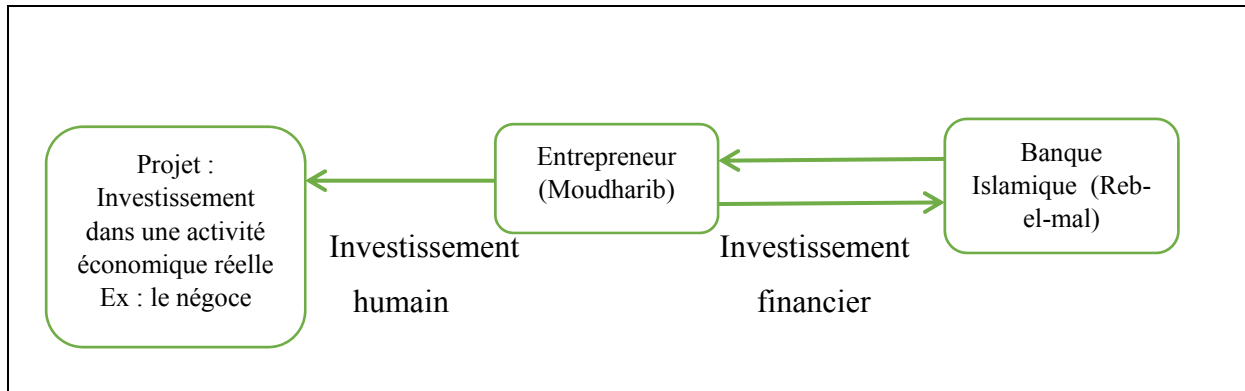 Projet :
Investissement
dans une activité
économique réelle
Ex : le négoce
Investissement
humain
Entrepreneur
(Moudharib)
Investissement
financier
Banque
Islamique (Reb-
el-mal)